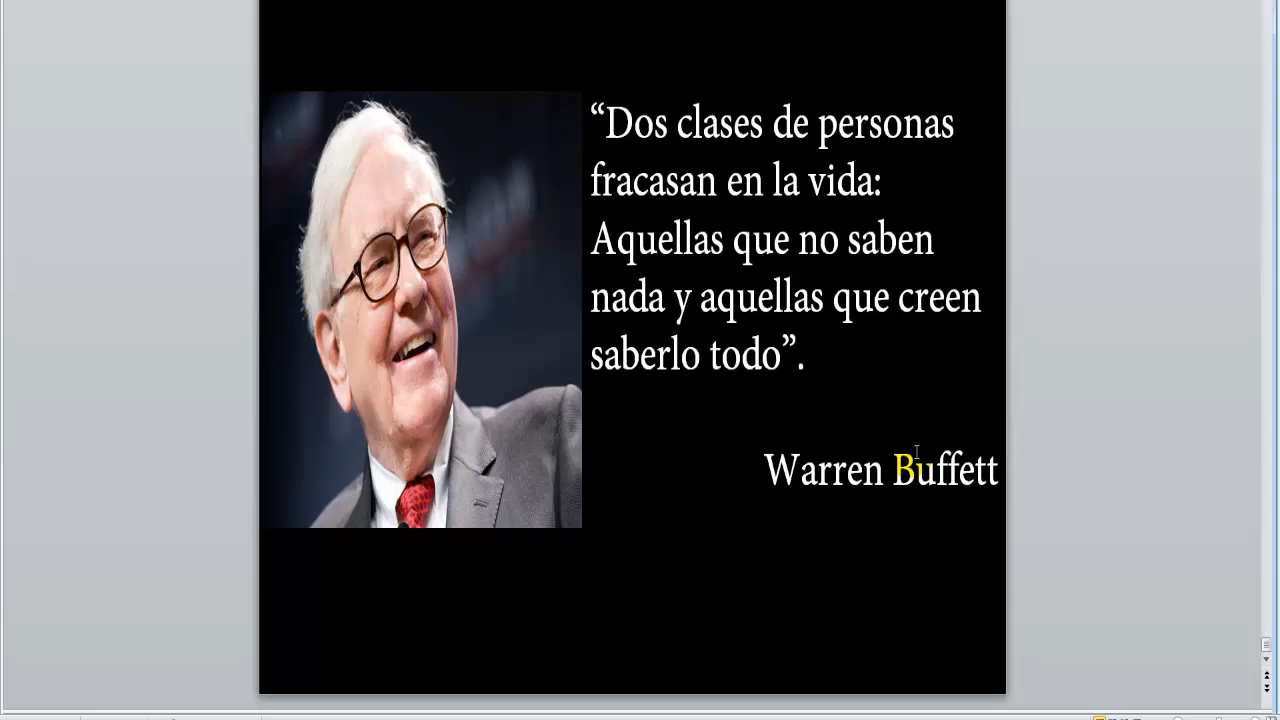 “Dos clases de personas
fracasan en la vida:
Aquellas que no saben
nada y aquellas que creen
saberlo todo”.
Warren Buffett